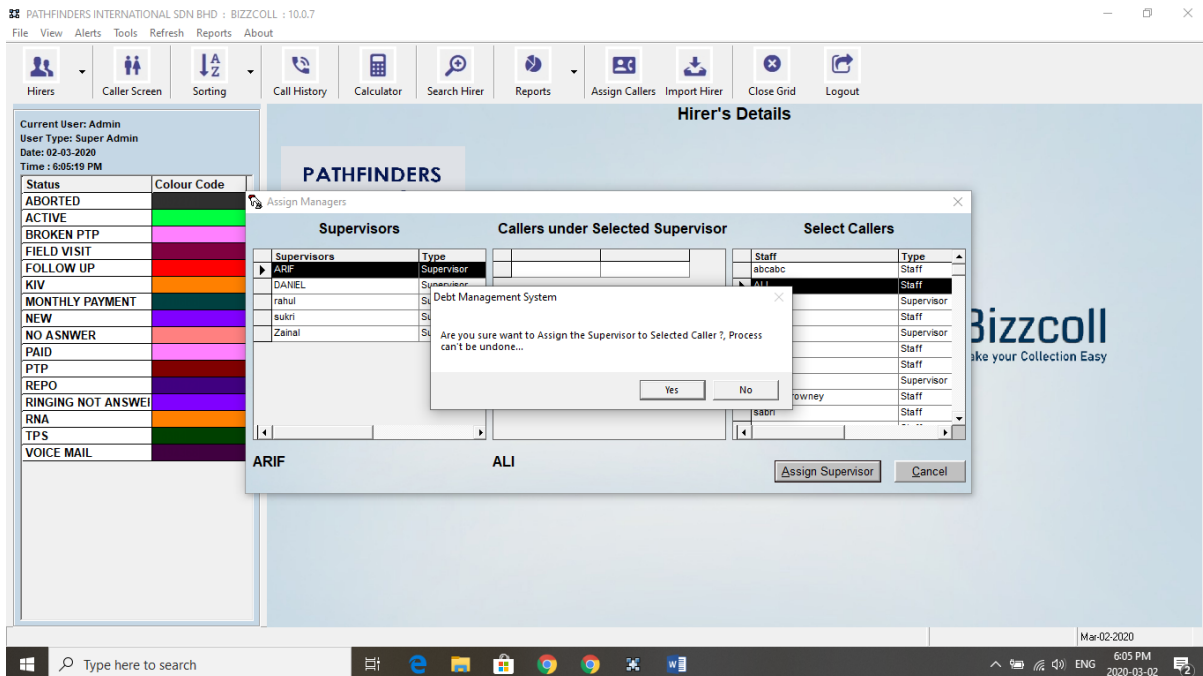 PATHFINDERS INTERNATIONAL SDN BHD : BIZZCOLL : 10.0.7
File View Alerts Tools Refresh Reports About
Hirers Caller Screen Sorting Call History Calculator Search Hirer Reports Assign Callers Import Hirer Close Grid Logout
Hirer's Details
Current User: Admin
User Type: Super Admin
Date: 02-03-2020
Time : 6:05:19 PM
Status Colour Code
ABORTED
ACTIVE
BROKEN PTP
FIELD VISIT
FOLLOW UP
KIV
MONTHLY PAYMENT
NEW
NO ASNWER
PAID
PTP
REPO
RINGING NOT ANSWEI
RNA
TPS
VOICE MAIL
PATHFINDERS
Assign Managers
Supervisors
Supervisors Type
ARIF Supervisor
DANIEL Supervisor
rahul Su
sukri Su
Zainal Su
Callers under Selected Supervisor
Select Callers
Staff Type
abcabc Staff
ALI Staff
Supervisor
Staff
Supervisor
Staff
Staff
Supervisor
owney Staff
sabri Staff
Debt Management System
Are you sure want to Assign the Supervisor to Selected Caller ?, Process
can't be undone...
Yes No
ARIF
ALI
Assign Supervisor Cancel
Bizzcoll
ake your Collection Easy
Mar-02-2020
Type here to search
ENG
6:05 PM
2020-03-02
2